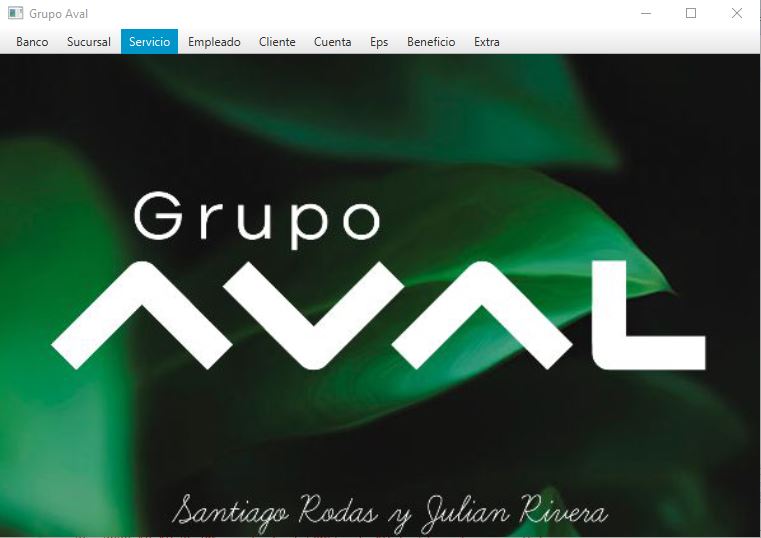 Grupo Aval
Banco Sucursal Servicio Empleado Cliente Cuenta Eps Beneficio Extra
Grupo
AVAL
Santiago Rodas y Julian Rivera